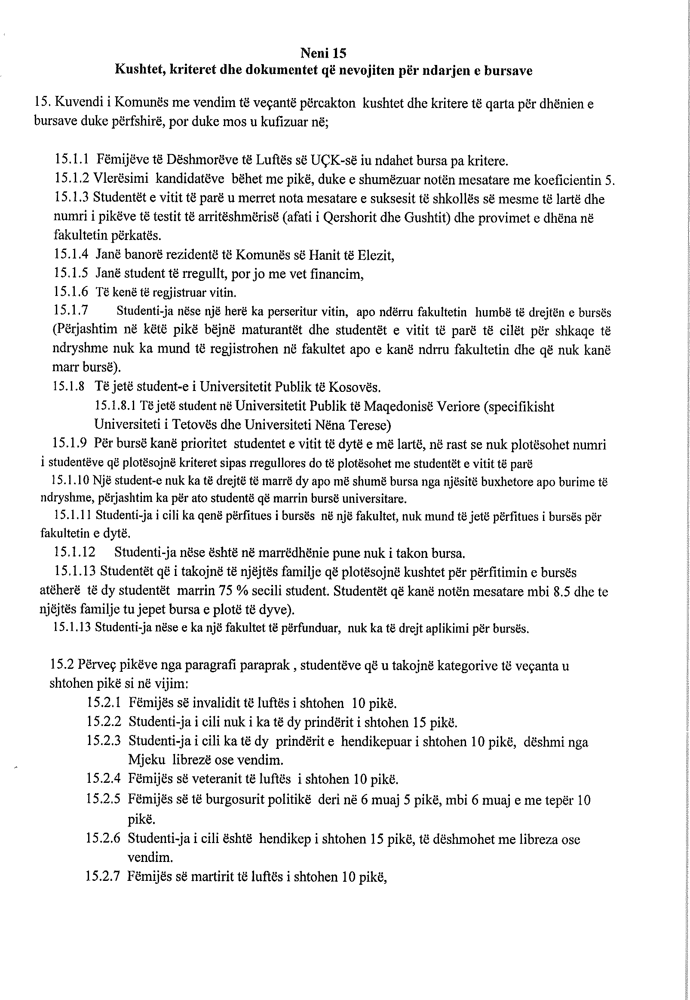 Neni 15
Kushtet, kriteret dhe dokumentet që nevojiten për ndarjen e bursave
15. Kuvendi i Komunës me vendim të veçantë përcakton kushtet dhe kritere të qarta për dhënien e
bursave duke përfshirë, por duke mos u kufizuar në;
15.1.1 Fëmijëve të Dëshmorëve të Luftës së UÇK-së iu ndahet bursa pa kritere.
15.1.2 Vlerësimi kandidatëve bëhet me pikë, duke e shumëzuar notën mesatare me koeficientin 5.
15.1.3 Studentët e vitit të parë u merret nota mesatare e suksesit të shkollës së mesme të lartë dhe
numri i pikëve të testit të arritëshmërisë (afati i Qershorit dhe Gushtit) dhe provimet e dhëna në
fakultetin përkatës.
15.1.4 Janë banorë rezidentë të Komunës së Hanit të Elezit,
15.1.5 Janë student të rregullt, por jo me vet financim,
15.1.6 Të kenë të regjistruar vitin.
15.1.7 Studenti-ja nëse një herë ka perseritur vitin, apo ndërru fakultetin humbë të drejtën e bursës
(Përjashtim në këtë pikë bëjnë maturantët dhe studentët e vitit të parë të cilët për shkaqe të
ndryshme nuk ka mund të regjistrohen në fakultet apo e kanë ndrru fakultetin dhe që nuk kanë
marr bursë).
15.1.8 Të jetë student-e i Universitetit Publik të Kosovës.
15.1.8.1 Të jetë student në Universitetit Publik të Maqedonisë Veriore (specifikisht
Universiteti i Tetovës dhe Universiteti Nëna Terese)
15.1.9 Për bursë kanë prioritet studentet e vitit të dytë e më lartë, në rast se nuk plotësohet numri
i studentëve që plotësojnë kriteret sipas rregullores do të plotësohet me studentët e vitit të parë
15.1.10 Një student-e nuk ka të drejtë të marrë dy apo më shumë bursa nga njësitë buxhetore apo burime të
ndryshme, përjashtim ka për ato studentë që marrin bursë universitare.
15.1.11 Studenti-ja i cili ka qenë përfitues i bursës në një fakultet, nuk mund të jetë përfitues i bursës për
fakultetin e dytë.
15.1.12 Studenti-ja nëse është në marrëdhënie pune nuk i takon bursa.
15.1.13 Studentët që i takojnë të njëjtës familje që plotësojnë kushtet për përfitimin e bursës
atëherë të dy studentët marrin 75 % secili student. Studentët që kanë notën mesatare mbi 8.5 dhe te
njëjtës familje tu jepet bursa e plotë të dyve).
15.1.13 Studenti-ja nëse e ka një fakultet të përfunduar, nuk ka të drejt aplikimi për bursës.
15.2 Përveç pikëve nga paragrafi paraprak , studentëve që u takojnë kategorive të veçanta u
shtohen pikë si në vijim:
15.2.1 Fëmijës së invalidit të luftës i shtohen 10 pikë.
15.2.2 Studenti-ja i cili nuk i ka të dy prindërit i shtohen 15 pikë.
15.2.3 Studenti-ja i cili ka të dy prindërit e hendikepuar i shtohen 10 pikë, dëshmi nga
Mjeku librezë ose vendim.
15.2.4 Fëmijës së veteranit të luftës i shtohen 10 pikë.
15.2.5 Fëmijës së të burgosurit politikë deri në 6 muaj 5 pikë, mbi 6 muaj e me tepër 10
pikë.
15.2.6 Studenti-ja i cili është hendikep i shtohen 15 pikë, të dëshmohet me libreza ose
vendim.
15.2.7 Fëmijës së martirit të luftës i shtohen 10 pikë,